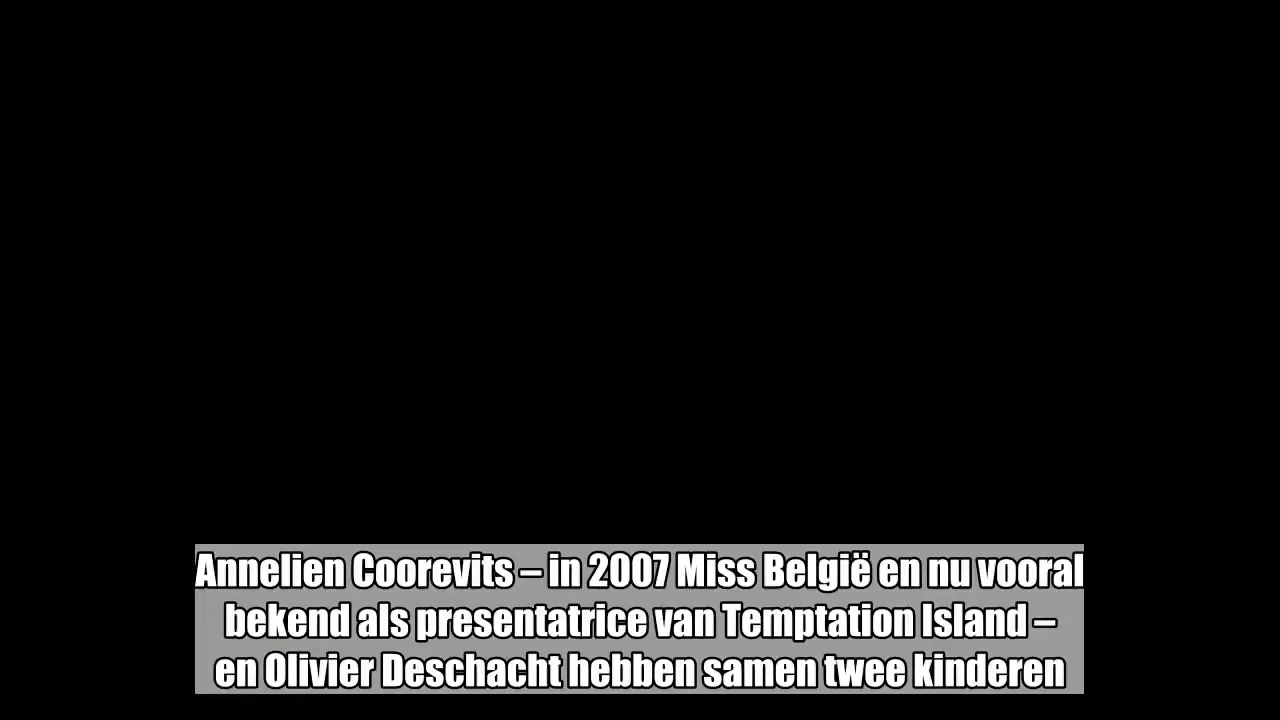 Annelien Coorevits – in 2007 Miss België en nu vooral
bekend als presentatrice van Temptation Island –
en Olivier Deschacht hebben samen twee kinderen